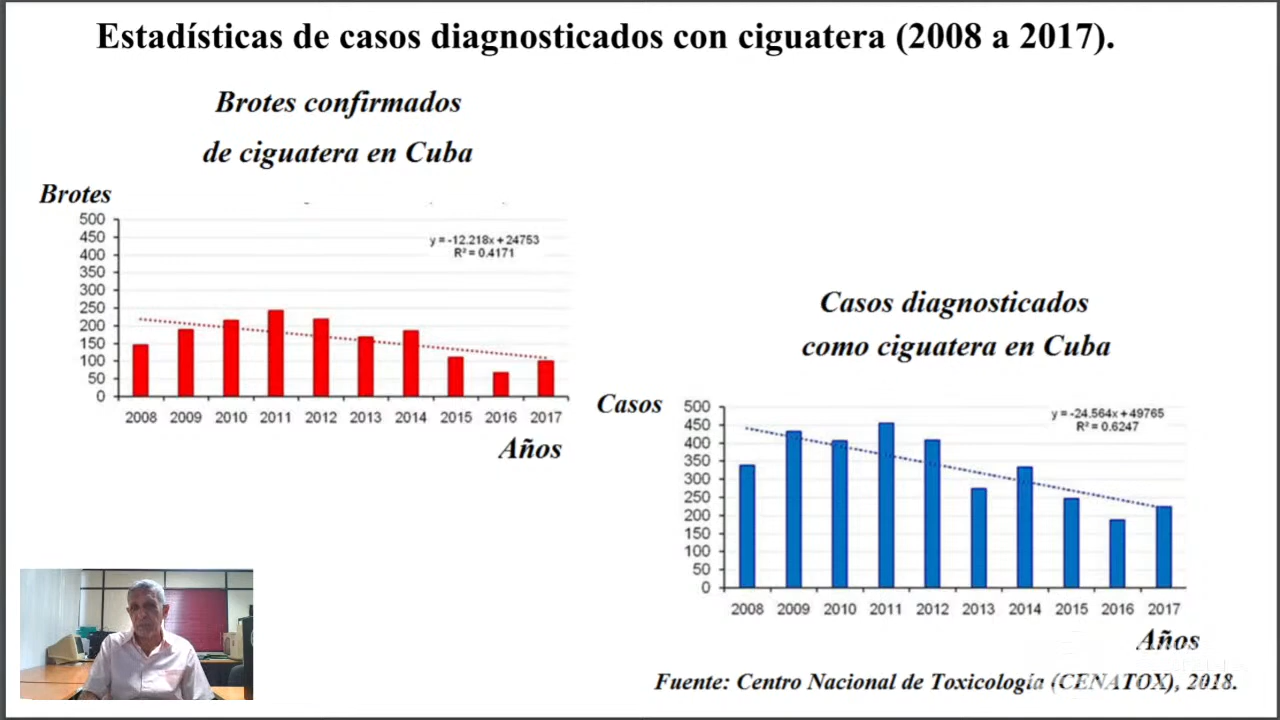 Estadísticas de casos diagnosticados con ciguatera (2008 a 2017).
Brotes confirmados
de ciguatera en Cuba
Brotes
500
450
400
350
300
250
200
150
100
50
0
y = -12.218x + 24753
R² = 0.4171
2008 2009 2010 2011 2012 2013 2014 2015 2016 2017
Años
Casos diagnosticados
como ciguatera en Cuba
Casos
500
450
400
350
300
250
200
150
100
50
0
y = -24.564x + 49765
R² = 0.6247
2008 2009 2010 2011 2012 2013 2014 2015 2016 2017
Años
Fuente: Centro Nacional de Toxicología (CENATOX), 2018.